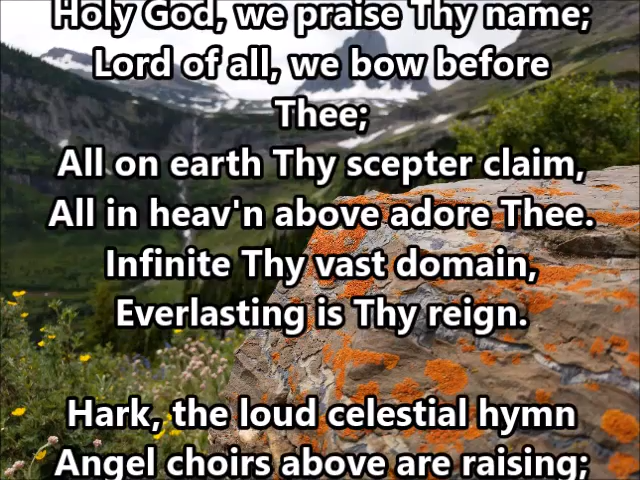 Holy God, we praise Thy name;
Lord of all, we bow before
Thee;
All on earth Thy scepter claim,
All in heav'n above adore Thee.
Infinite Thy vast domain,
Everlasting is Thy reign.
Hark, the loud celestial hymn
Angel choirs above are raising;